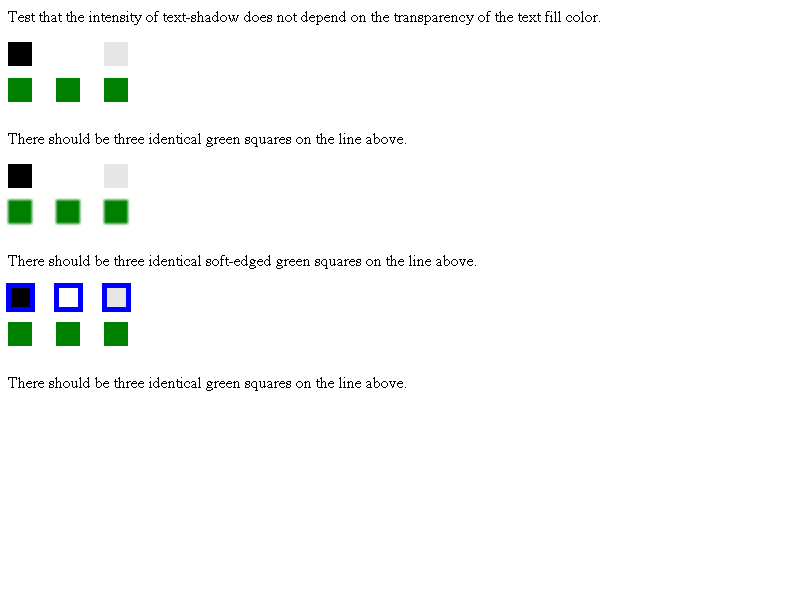 Test that the intensity of text-shadow does not depend on the transparency of the text fill color.
There should be three identical green squares on the line above.
There should be three identical soft-edged green squares on the line above.
There should be three identical green squares on the line above.